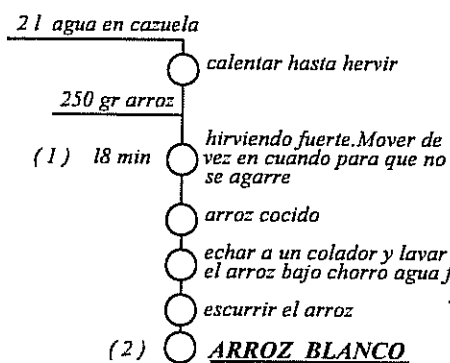 2 l agua en cazuela
calentar hasta hervir
250 gr arroz
hirviendo fuerte.Mover de
(1) 18 min vez en cuando para que no
se agarre
arroz cocido
echar a un colador y lavar
el arroz bajo chorro agua f
escurrir el arroz
(2) ARROZ BLANCO